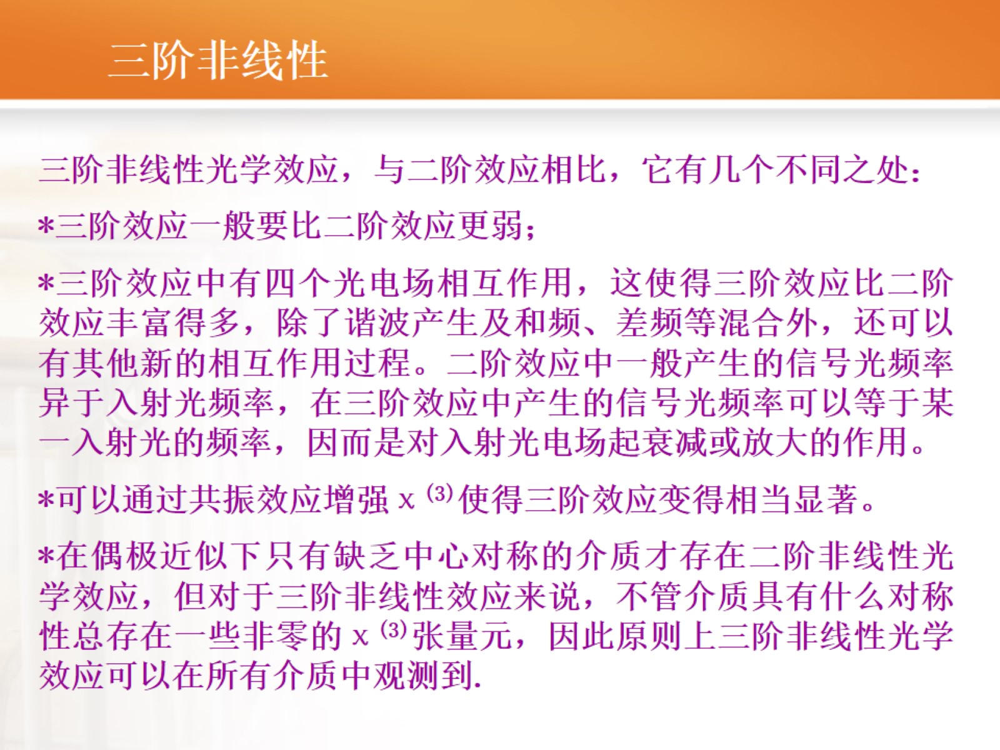 三阶非线性
三阶非线性光学效应，与二阶效应相比，它有几个不同之处：
*三阶效应一般要比二阶效应更弱；
*三阶效应中有四个光电场相互作用，这使得三阶效应比二阶
效应丰富得多，除了谐波产生及和频、差频等混合外，还可以
有其他新的相互作用过程。二阶效应中一般产生的信号光频率
异于入射光频率，在三阶效应中产生的信号光频率可以等于某
一入射光的频率，因而是对入射光电场起衰减或放大的作用。
*可以通过共振效应增强 x ⁽³⁾使得三阶效应变得相当显著。
*在偶极近似下只有缺乏中心对称的介质才存在二阶非线性光
学效应，但对于三阶非线性效应来说，不管介质具有什么对称
性总存在一些非零的 x ⁽³⁾张量元，因此原则上三阶非线性光学
效应可以在所有介质中观测到.